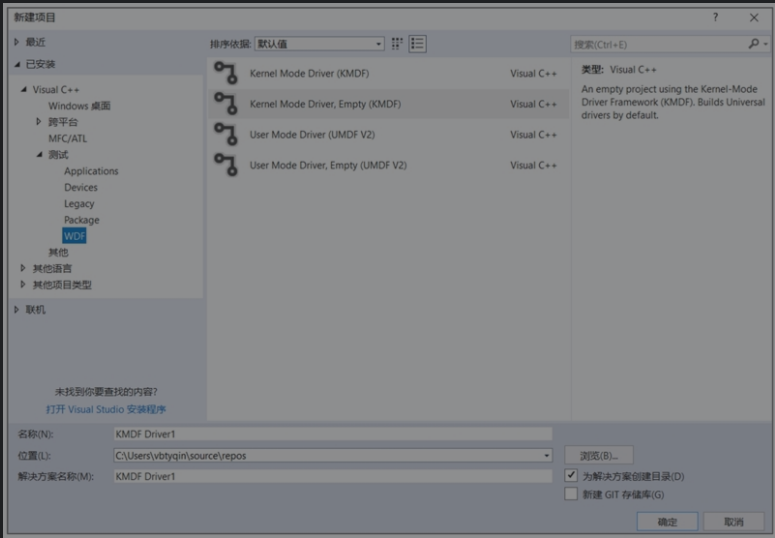 新建项目
最近
已安装
Visual C++
Windows 桌面
跨平台
MFC/ATL
测试
Applications
Devices
Legacy
Package
WDF
其他
其他语言
其他项目类型
联机
未找到你要查找的内容?
打开 Visual Studio 安装程序
排序依据: 默认值
Kernel Mode Driver (KMDF) Visual C++
Kernel Mode Driver, Empty (KMDF) Visual C++
User Mode Driver (UMDF V2) Visual C++
User Mode Driver, Empty (UMDF V2) Visual C++
搜索(Ctrl+E)
类型: Visual C++
An empty project using the Kernel-Mode
Driver Framework (KMDF). Builds Universal
drivers by default.
名称(N): KMDF Driver1
位置(L): C:\Users\vbtyqin\source\repos 浏览(B)...
解决方案名称(M): KMDF Driver1 为解决方案创建目录(D)
新建 GIT 存储库(G)
确定 取消